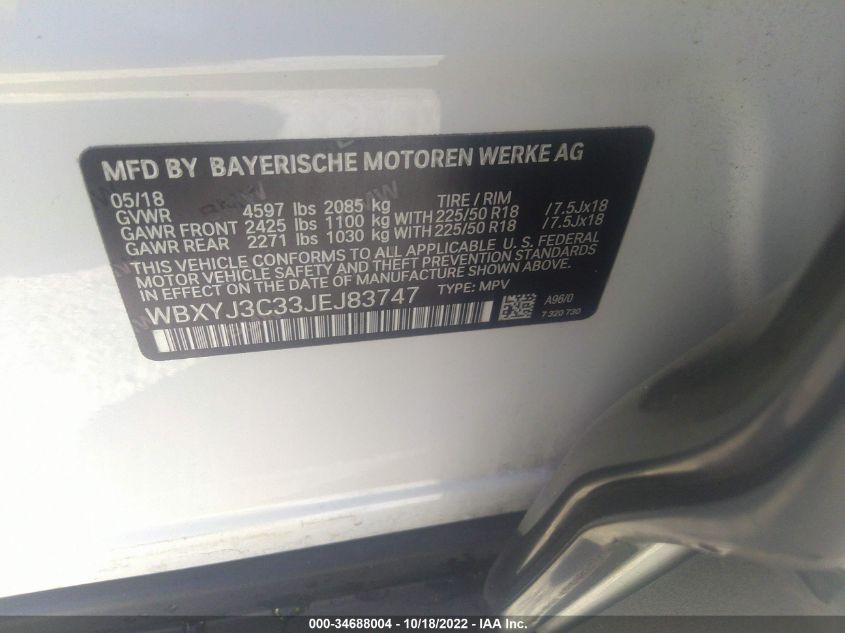 MFD BY BAYERISCHE MOTOREN WERKE AG
05/18 TIRE / RIM
GVWR 4597 lbs 2085 kg
GAWR FRONT 2425 lbs 1100 kg WITH 225/50 R18 /7.5Jx18
GAWR REAR 2271 lbs 1030 kg WITH 225/50 R18 /7.5Jx18
THIS VEHICLE CONFORMS TO ALL APPLICABLE U. S. FEDERAL
MOTOR VEHICLE SAFETY AND THEFT PREVENTION STANDARDS
IN EFFECT ON THE DATE OF MANUFACTURE SHOWN ABOVE.
WBXYJ3C33JEJ83747 TYPE: MPV
A96/0
7 320 730
000-34688004 / 10/18/2022 - IAA Inc.